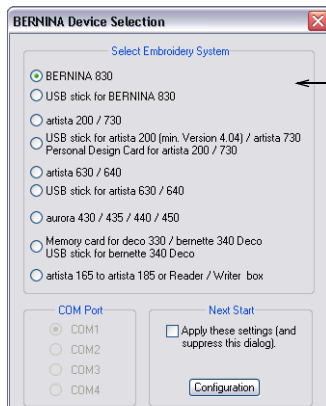 BERNINA Device Selection
Select Embroidery System
BERNINA 830
USB stick for BERNINA 830
artista 200 / 730
USB stick for artista 200 (min. Version 4.04) / artista 730
Personal Design Card for artista 200 / 730
artista 630 / 640
USB stick for artista 630 / 640
aurora 430 / 435 / 440 / 450
Memory card for deco 330 / bernette 340 Deco
USB stick for bernette 340 Deco
artista 165 to artista 185 or Reader / Writer box
COM Port
COM1
COM2
COM3
COM4
Next Start
Apply these settings (and
suppress this dialog).
Configuration